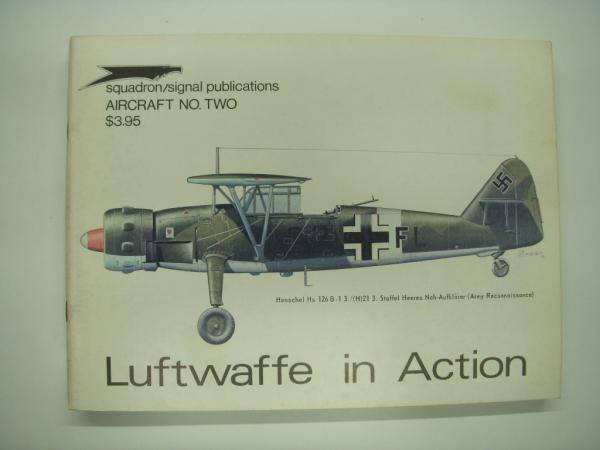 squadron/signal publications
AIRCRAFT NO. TWO
$3.95
FL
Henschel Hs 126 B-1 3./(H)21 3. Staffel Heeres Nah-Aufklärer (Army Reconnaissance)
Luftwaffe in Action